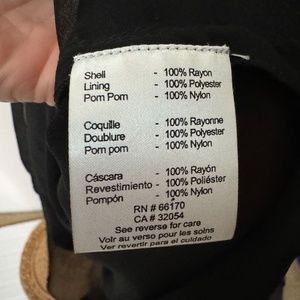 Shell - 100% Rayon
Lining - 100% Polyester
Pom Pom - 100% Nylon
Coquille - 100% Rayonne
Doublure - 100% Polyester
Pom pom - 100% Nylon
Cáscara - 100% Rayón
Revestimiento - 100% Poliéster
Pompón - 100% Nylon
RN # 66170
CA # 32054
See reverse for care
Voir au verso pour les soins
Ver revertir para el cuidado